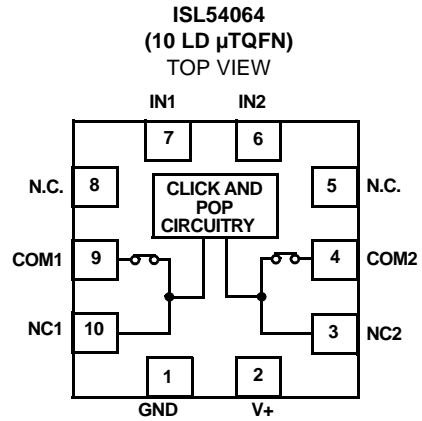 ISL54064
(10 LD µTQFN)
TOP VIEW
IN1 IN2
7 6
N.C. 8 5 N.C.
CLICK AND
POP
CIRCUITRY
COM1 9 4 COM2
NC1 10 3 NC2
1 2
GND V+